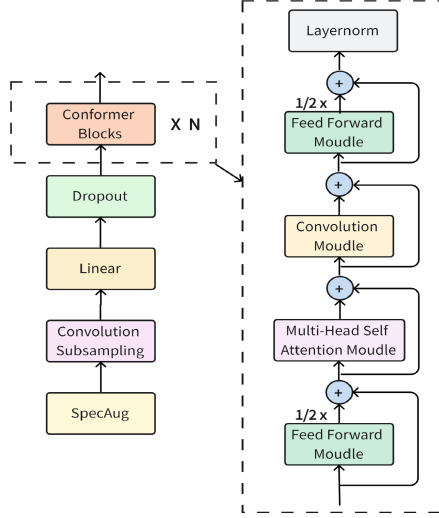 Conformer
Blocks
X N
Dropout
Linear
Convolution
Subsampling
SpecAug
Layernorm
+
1/2 x
Feed Forward
Moudle
+
Convolution
Moudle
+
Multi-Head Self
Attention Moudle
+
1/2 x
Feed Forward
Moudle